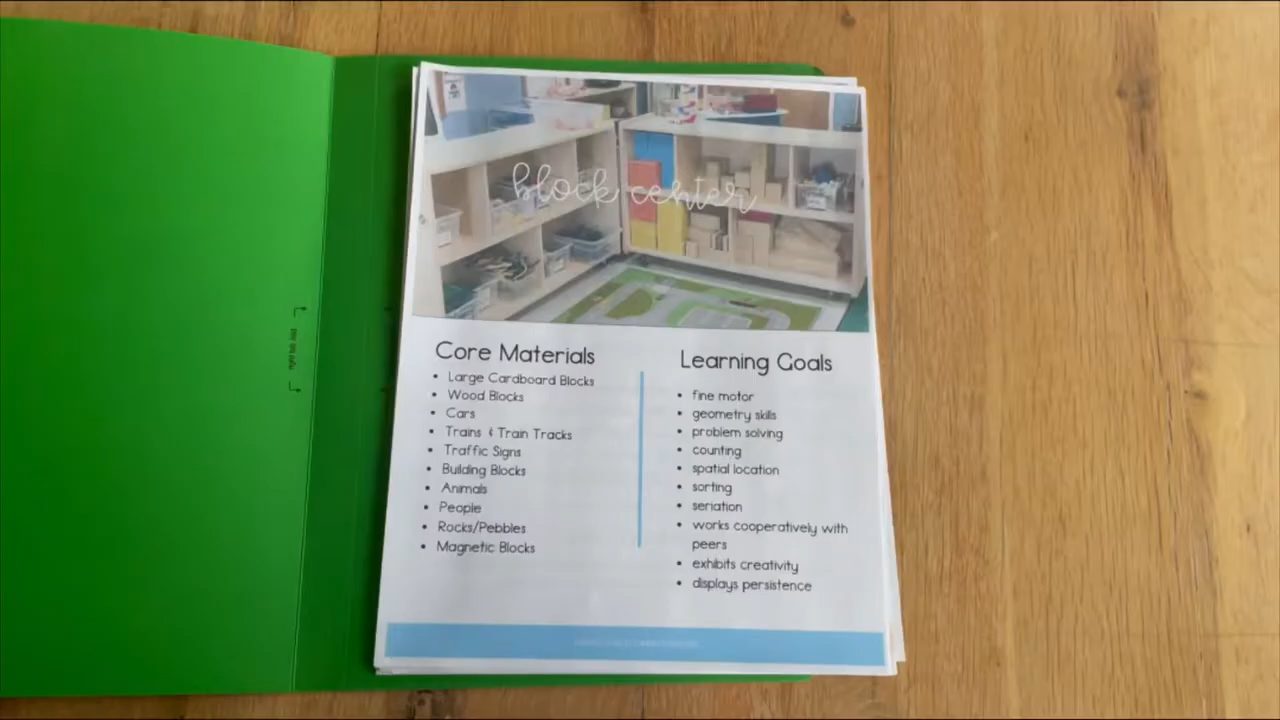 block center
Core Materials
• Large Cardboard Blocks
• Wood Blocks
• Cars
• Trains & Train Tracks
• Traffic Signs
• Building Blocks
• Animals
• People
• Rocks/Pebbles
• Magnetic Blocks
Learning Goals
• fine motor
• geometry skills
• problem solving
• counting
• spatial location
• sorting
• seriation
• works cooperatively with
peers
• exhibits creativity
• displays persistence